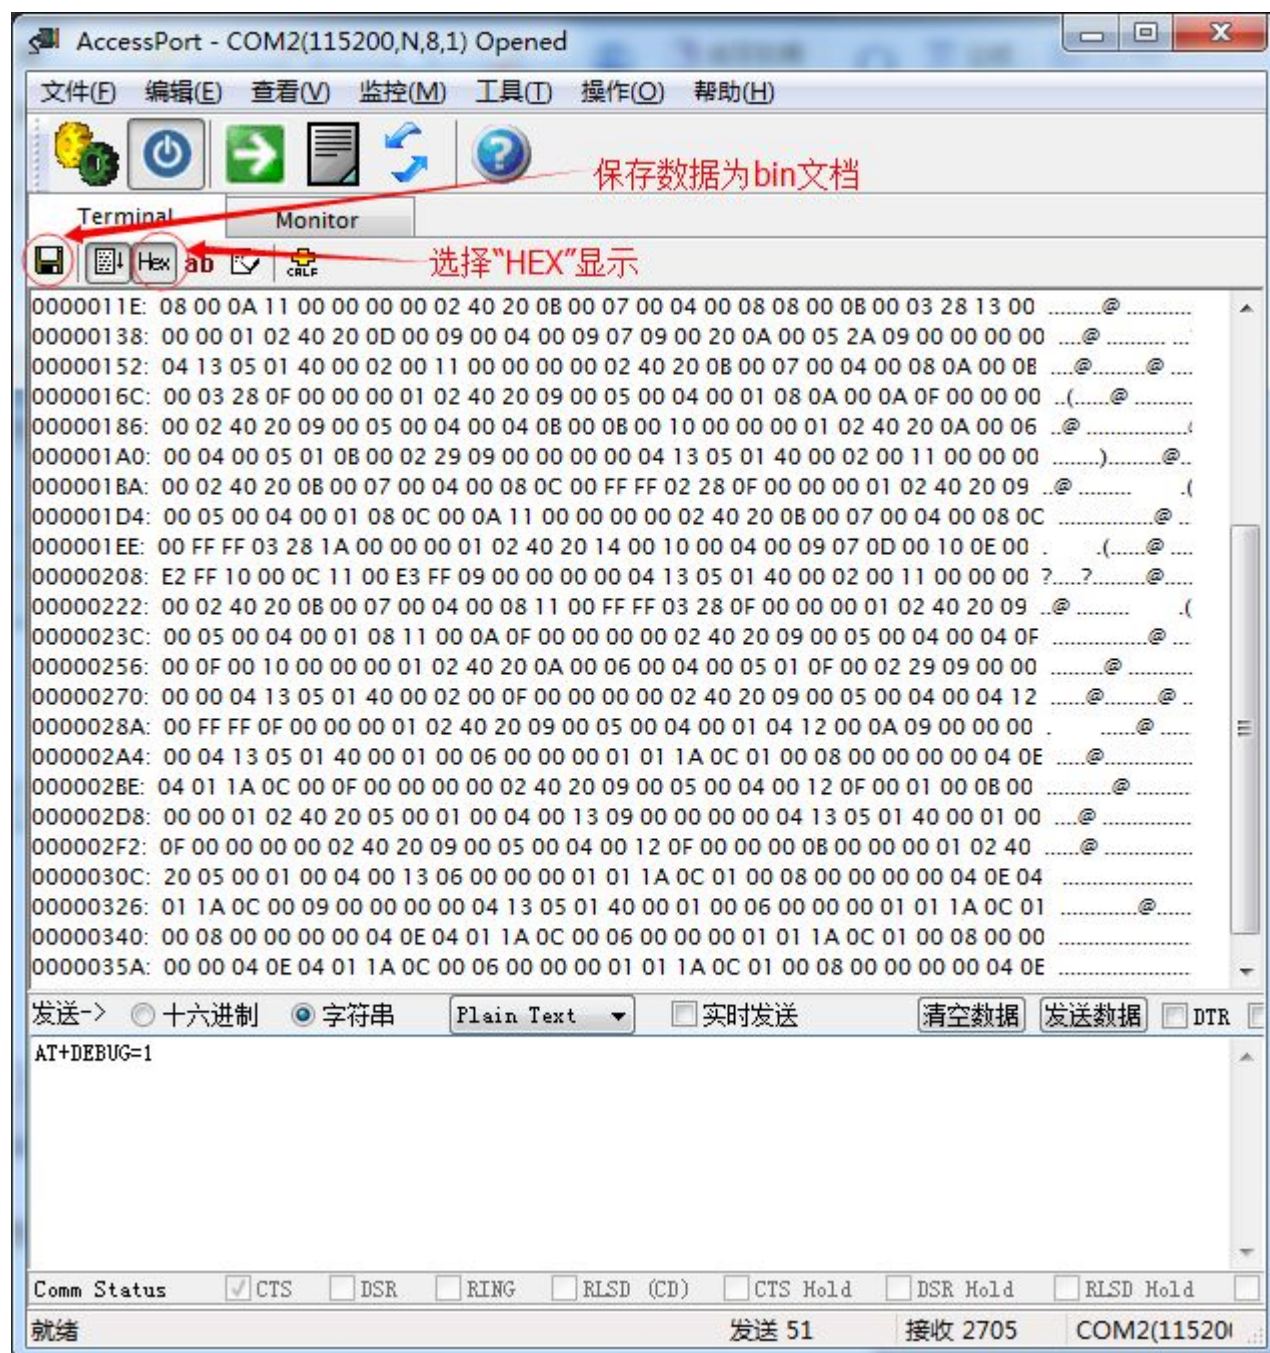 AccessPort - COM2(115200,N,8,1) Opened
文件(F) 编辑(E) 查看(V) 监控(M) 工具(T) 操作(O) 帮助(H)
保存数据为bin文档
Terminal Monitor
Hex ab CRLF
选择“HEX”显示
0000011E: 08 00 0A 11 00 00 00 00 02 40 20 0B 00 07 00 04 00 08 08 00 0B 00 03 28 13 00 .........@ ...........
00000138: 00 00 01 02 40 20 0D 00 09 00 04 00 09 07 09 00 20 0A 00 05 2A 09 00 00 00 00 ....@ .......... ...
00000152: 04 13 05 01 40 00 02 00 11 00 00 00 00 02 40 20 0B 00 07 00 04 00 08 0A 00 0B ....@.........@ ....
0000016C: 00 03 28 0F 00 00 00 01 02 40 20 09 00 05 00 04 00 01 08 0A 00 0A 0F 00 00 00 ..(......@ ...........
00000186: 00 02 40 20 09 00 05 00 04 00 04 0B 00 0B 00 10 00 00 00 01 02 40 20 0A 00 06 ..@ ..................
000001A0: 00 04 00 05 01 0B 00 02 29 09 00 00 00 00 04 13 05 01 40 00 02 00 11 00 00 00 ........).........@..
000001BA: 00 02 40 20 0B 00 07 00 04 00 08 0C 00 FF FF 02 28 0F 00 00 00 01 02 40 20 09 ..@ ......... .(
000001D4: 00 05 00 04 00 01 08 0C 00 0A 11 00 00 00 00 02 40 20 0B 00 07 00 04 00 08 0C ................@ ..
000001EE: 00 FF FF 03 28 1A 00 00 00 01 02 40 20 14 00 10 00 04 00 09 07 0D 00 10 0E 00 . .(......@ ....
00000208: E2 FF 10 00 0C 11 00 E3 FF 09 00 00 00 00 04 13 05 01 40 00 02 00 11 00 00 00 ?.....?.........@.....
00000222: 00 02 40 20 0B 00 07 00 04 00 08 11 00 FF FF 03 28 0F 00 00 00 01 02 40 20 09 ..@ ......... .(
0000023C: 00 05 00 04 00 01 08 11 00 0A 0F 00 00 00 00 02 40 20 09 00 05 00 04 00 04 0F ................@ ...
00000256: 00 0F 00 10 00 00 00 01 02 40 20 0A 00 06 00 04 00 05 01 0F 00 02 29 09 00 00 .........@ ............
00000270: 00 00 04 13 05 01 40 00 02 00 0F 00 00 00 00 02 40 20 09 00 05 00 04 00 04 12 ......@.........@ ..
0000028A: 00 FF FF 0F 00 00 00 01 02 40 20 09 00 05 00 04 00 01 04 12 00 0A 09 00 00 00 . ......@ .....
000002A4: 00 04 13 05 01 40 00 01 00 06 00 00 00 01 01 1A 0C 01 00 08 00 00 00 00 04 0E .....@................
000002BE: 04 01 1A 0C 00 0F 00 00 00 00 02 40 20 09 00 05 00 04 00 12 0F 00 01 00 0B 00 ...........@ .........
000002D8: 00 00 01 02 40 20 05 00 01 00 04 00 13 09 00 00 00 00 04 13 05 01 40 00 01 00 ....@ ...............
000002F2: 0F 00 00 00 00 02 40 20 09 00 05 00 04 00 12 0F 00 00 00 0B 00 00 00 01 02 40 ......@ ...............
0000030C: 20 05 00 01 00 04 00 13 06 00 00 00 01 01 1A 0C 01 00 08 00 00 00 00 04 0E 04 ......................
00000326: 01 1A 0C 00 09 00 00 00 00 04 13 05 01 40 00 01 00 06 00 00 00 01 01 1A 0C 01 .............@......
00000340: 00 08 00 00 00 00 04 0E 04 01 1A 0C 00 06 00 00 00 01 01 1A 0C 01 00 08 00 00 .......................
0000035A: 00 00 04 0E 04 01 1A 0C 00 06 00 00 00 01 01 1A 0C 01 00 08 00 00 00 00 04 0E .......................
发送-> 十六进制 字符串 Plain Text 实时发送 清空数据 发送数据 DTR
AT+DEBUG=1
Comm Status CTS DSR RING RLSD (CD) CTS Hold DSR Hold RLSD Hold
就绪 发送 51 接收 2705 COM2(11520